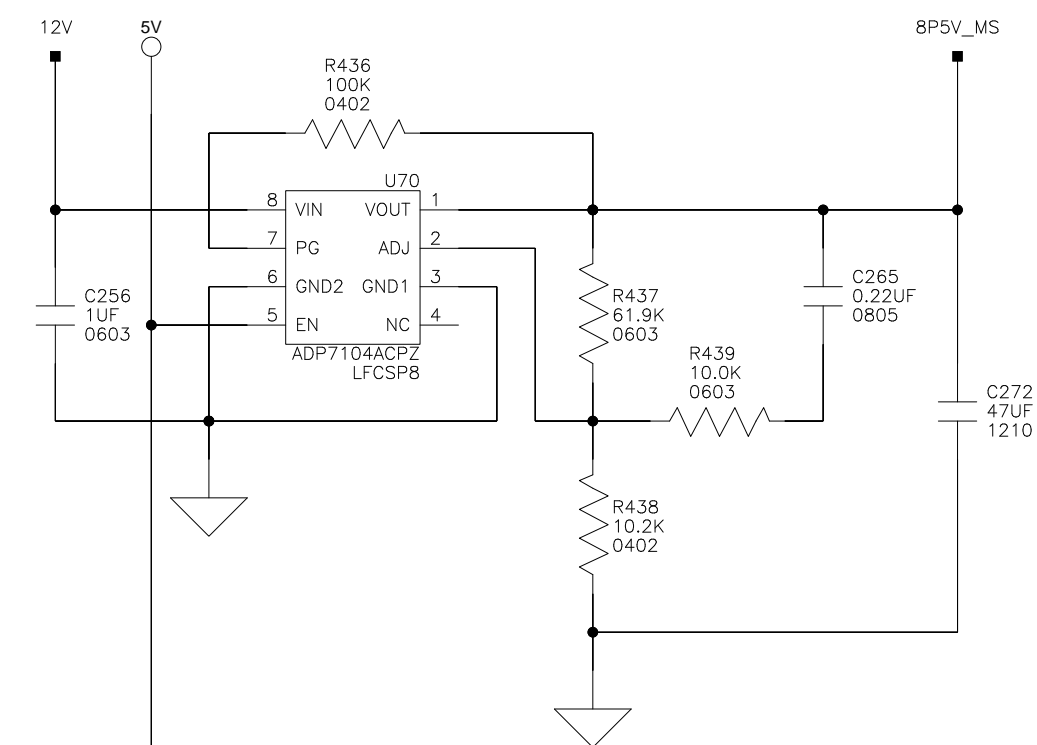 12V
5V
8P5V_MS
R436
100K
0402
U70
8
VIN
VOUT
1
7
PG
ADJ
2
6
GND2
GND1
3
5
EN
NC
4
ADP7104ACPZ
LFCSP8
C256
1UF
0603
R437
61.9K
0603
C265
0.22UF
0805
R439
10.0K
0603
C272
47UF
1210
R438
10.2K
0402